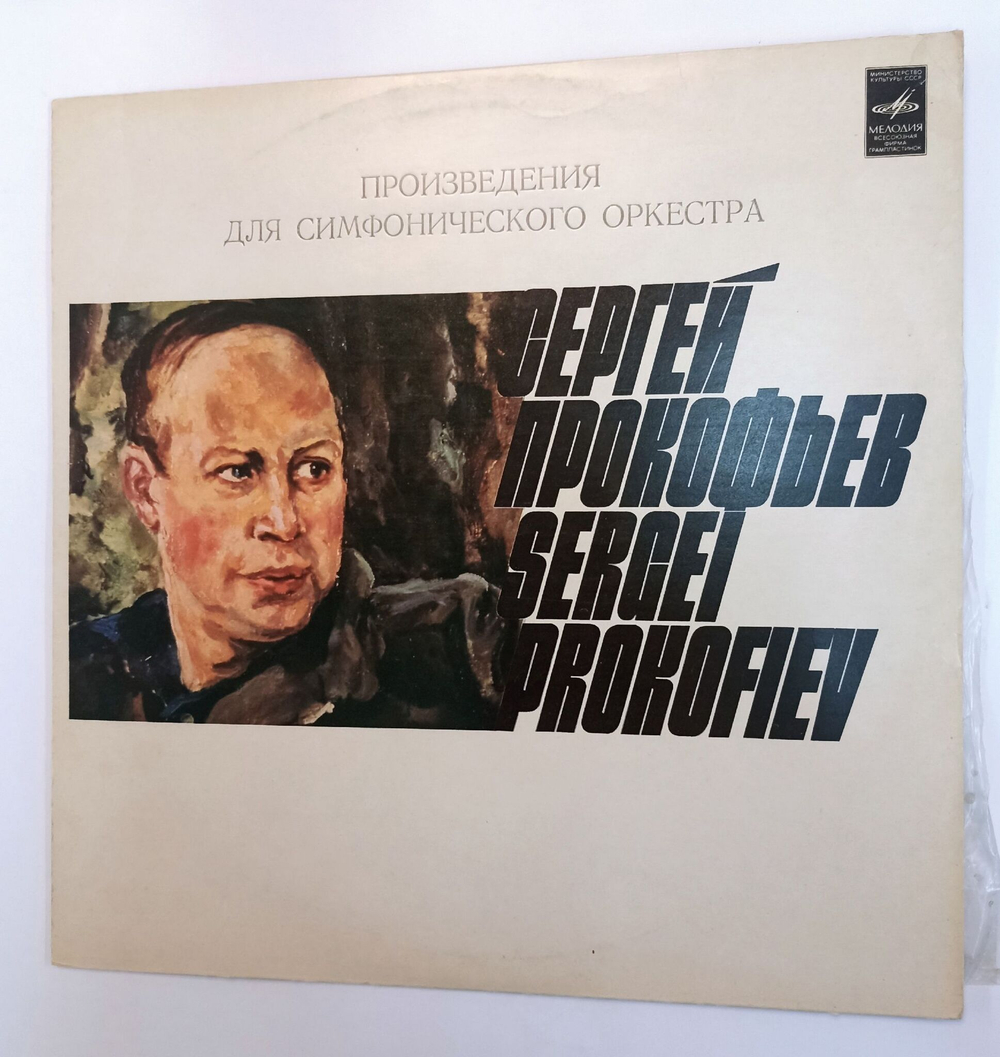 МИНИСТЕРСТВО
КУЛЬТУРЫ СССР
МЕЛОДИЯ
ВСЕСОЮЗНАЯ
ФИРМА
ГРАМПЛАСТИНОК
ПРОИЗВЕДЕНИЯ
ДЛЯ СИМФОНИЧЕСКОГО ОРКЕСТРА
СЕРГЕЙ
ПРОКОФЬЕВ
SERGEI
PROKOFIEV